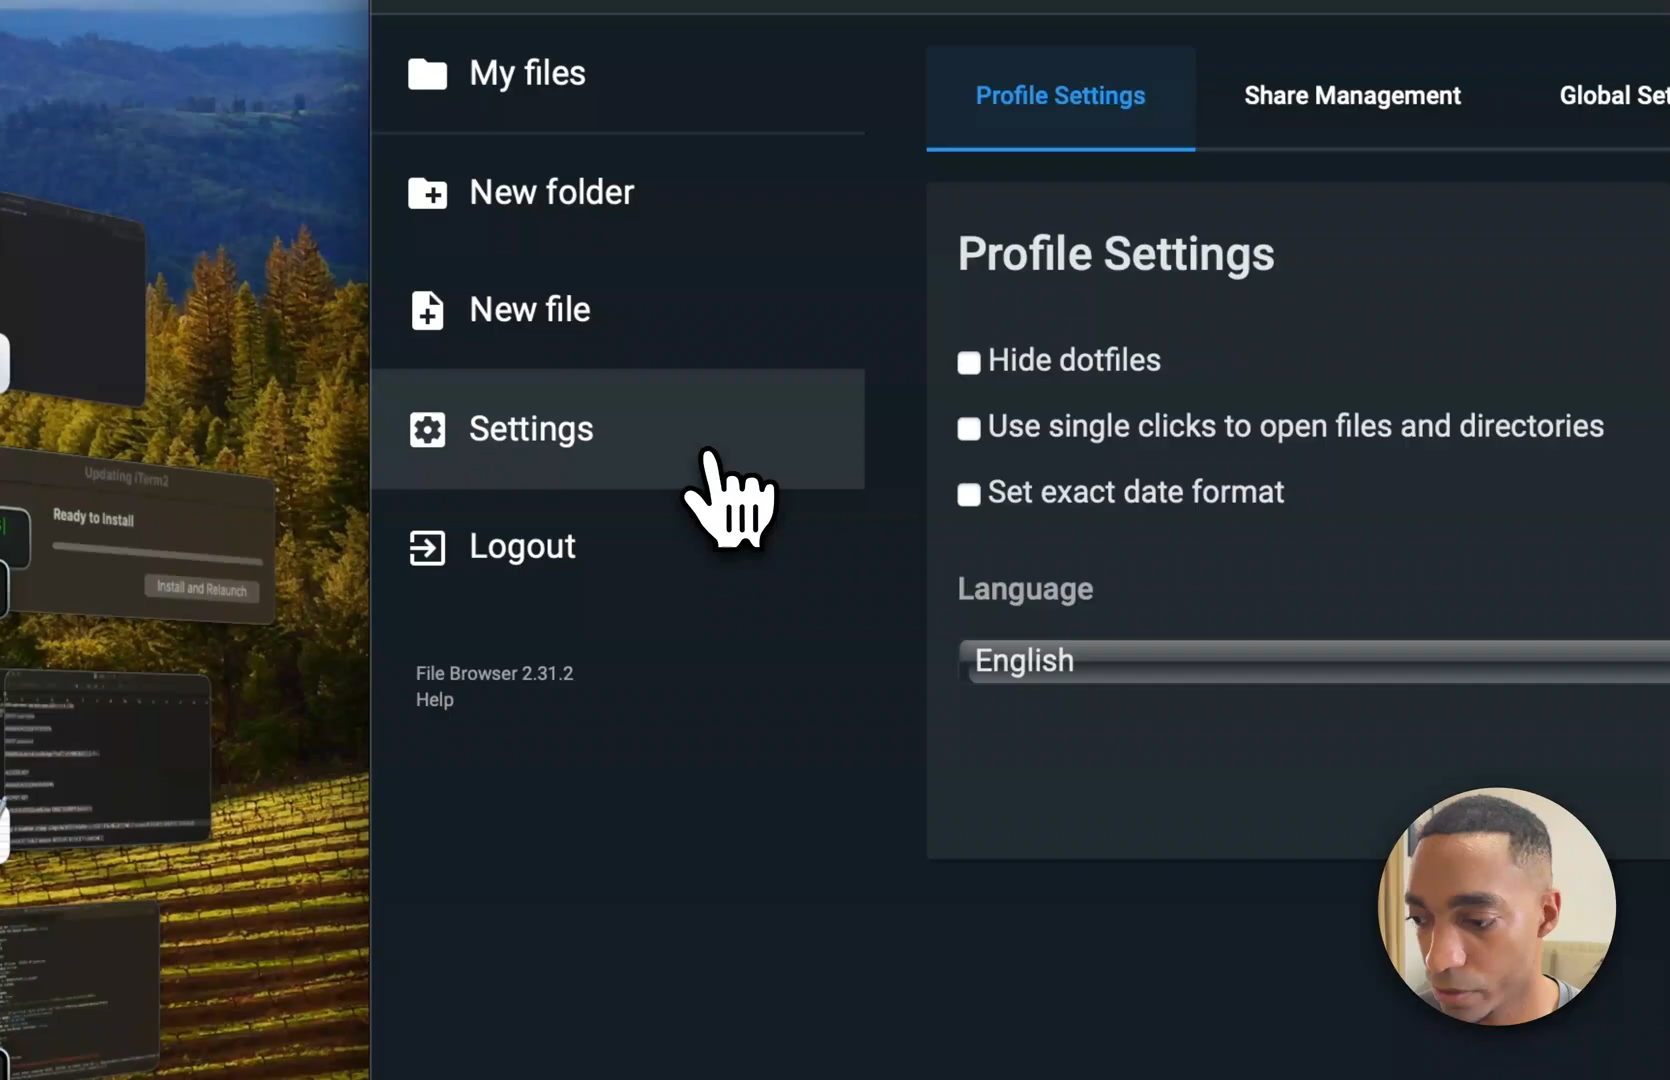 My files
New folder
New file
Settings
Logout
File Browser 2.31.2
Help
Profile Settings
Share Management
Global Set
Profile Settings
Hide dotfiles
Use single clicks to open files and directories
Set exact date format
Language
English
Updating iTerm2
Ready to Install
Install and Relaunch